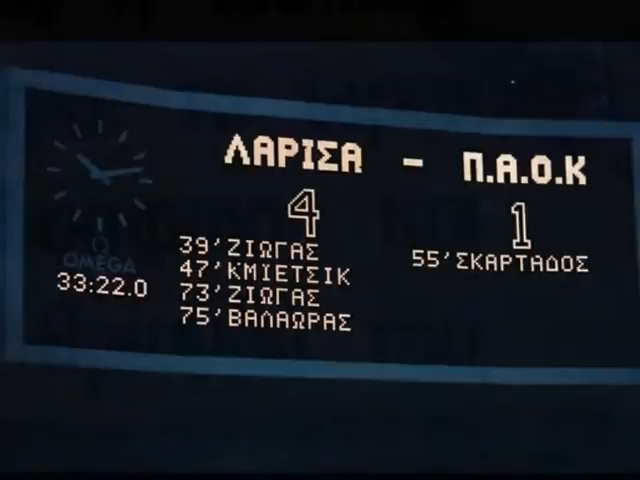 ΛΑΡΙΣΑ - Π.Α.Ο.Κ
4 1
39'ΖΙΩΓΑΣ 55'ΣΚΑΡΤΑΔΟΣ
47'ΚΜΙΕΤΣΙΚ
73'ΖΙΩΓΑΣ
75'ΒΑΛΑΩΡΑΣ
Ω
OMEGA
33:22.0